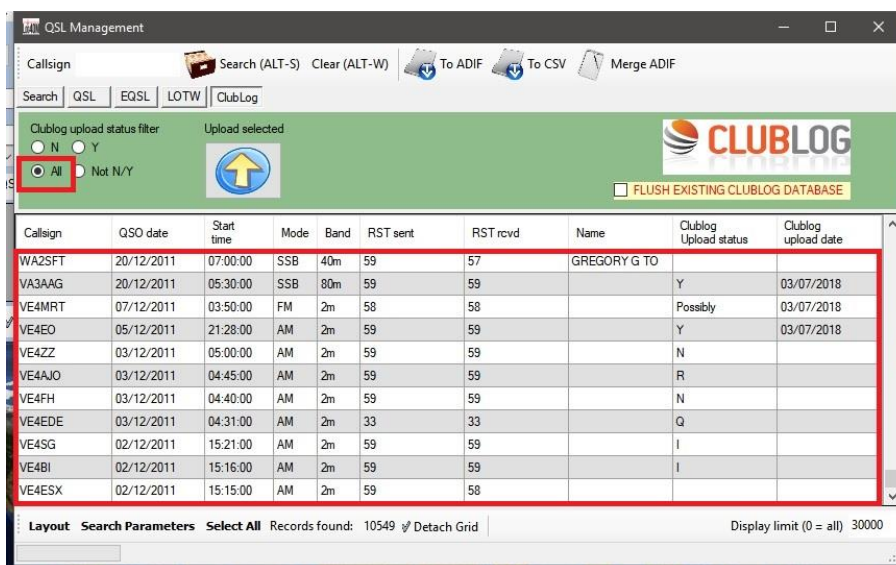 QSL Management
Callsign Search (ALT-S) Clear (ALT-W) To ADIF To CSV Merge ADIF
Search QSL EQSL LOTW ClubLog
Clublog upload status filter Upload selected
N Y
All Not N/Y
CLUBLOG
FLUSH EXISTING CLUBLOG DATABASE
Callsign QSO date Start time Mode Band RST sent RST rcvd Name Clublog Upload status Clublog upload date
WA2SFT 20/12/2011 07:00:00 SSB 40m 59 57 GREGORY G TO
VA3AAG 20/12/2011 05:30:00 SSB 80m 59 59 Y 03/07/2018
VE4MRT 07/12/2011 03:50:00 FM 2m 58 58 Possibly 03/07/2018
VE4EO 05/12/2011 21:28:00 AM 2m 59 59 Y 03/07/2018
VE4ZZ 03/12/2011 05:00:00 AM 2m 59 59 N
VE4AJO 03/12/2011 04:45:00 AM 2m 59 59 R
VE4FH 03/12/2011 04:40:00 AM 2m 59 59 N
VE4EDE 03/12/2011 04:31:00 AM 2m 33 33 Q
VE4SG 02/12/2011 15:21:00 AM 2m 59 59 I
VE4BI 02/12/2011 15:16:00 AM 2m 59 59 I
VE4ESX 02/12/2011 15:15:00 AM 2m 59 58
Layout Search Parameters Select All Records found: 10549 Detach Grid Display limit (0 = all) 30000